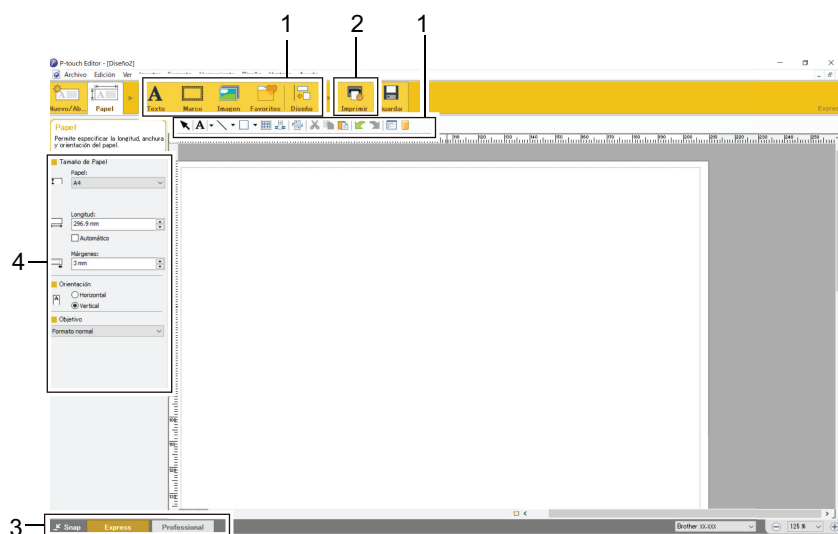 1 2 1
P-touch Editor - [Diseño2]
Archivo Edición Ver
Nuevo/Ab... Papel Texto Marco Imagen Favoritos Diseño Imprimir Guardar
Expres
Papel
Permite especificar la longitud, anchura
y orientación del papel.
Tamaño de Papel
Papel:
A4
Longitud:
296.9 mm
Automático
Márgenes:
3 mm
4
Orientación
A
Horizontal
Vertical
Objetivo
Formato normal
3
Snap Express Professional
Brother XX-XXX
125 %